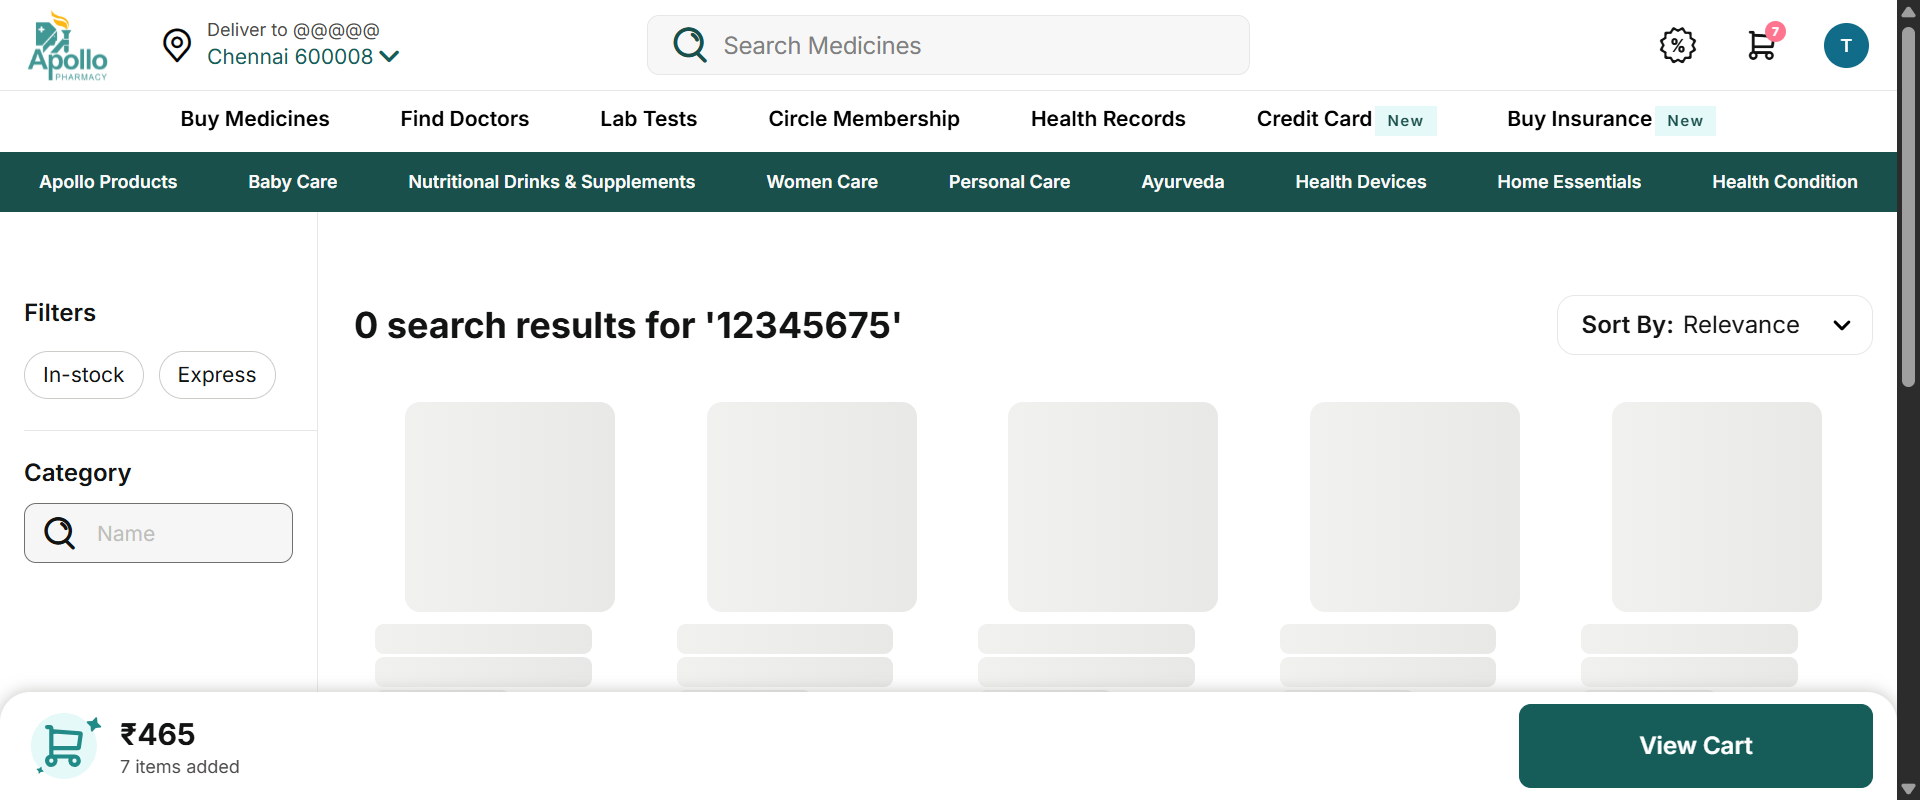 Apollo
PHARMACY
Deliver to @@@@@
Chennai 600008
Search Medicines
%
7
T
Buy Medicines
Find Doctors
Lab Tests
Circle Membership
Health Records
Credit Card New
Buy Insurance New
Apollo Products
Baby Care
Nutritional Drinks & Supplements
Women Care
Personal Care
Ayurveda
Health Devices
Home Essentials
Health Condition
Filters
In-stock
Express
Category
Name
0 search results for '12345675'
Sort By: Relevance
₹465
7 items added
View Cart